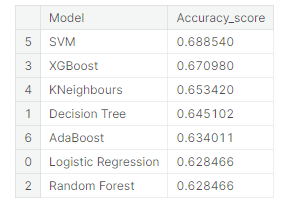 Model Accuracy_score
5 SVM 0.688540
3 XGBoost 0.670980
4 KNeighbours 0.653420
1 Decision Tree 0.645102
6 AdaBoost 0.634011
0 Logistic Regression 0.628466
2 Random Forest 0.628466